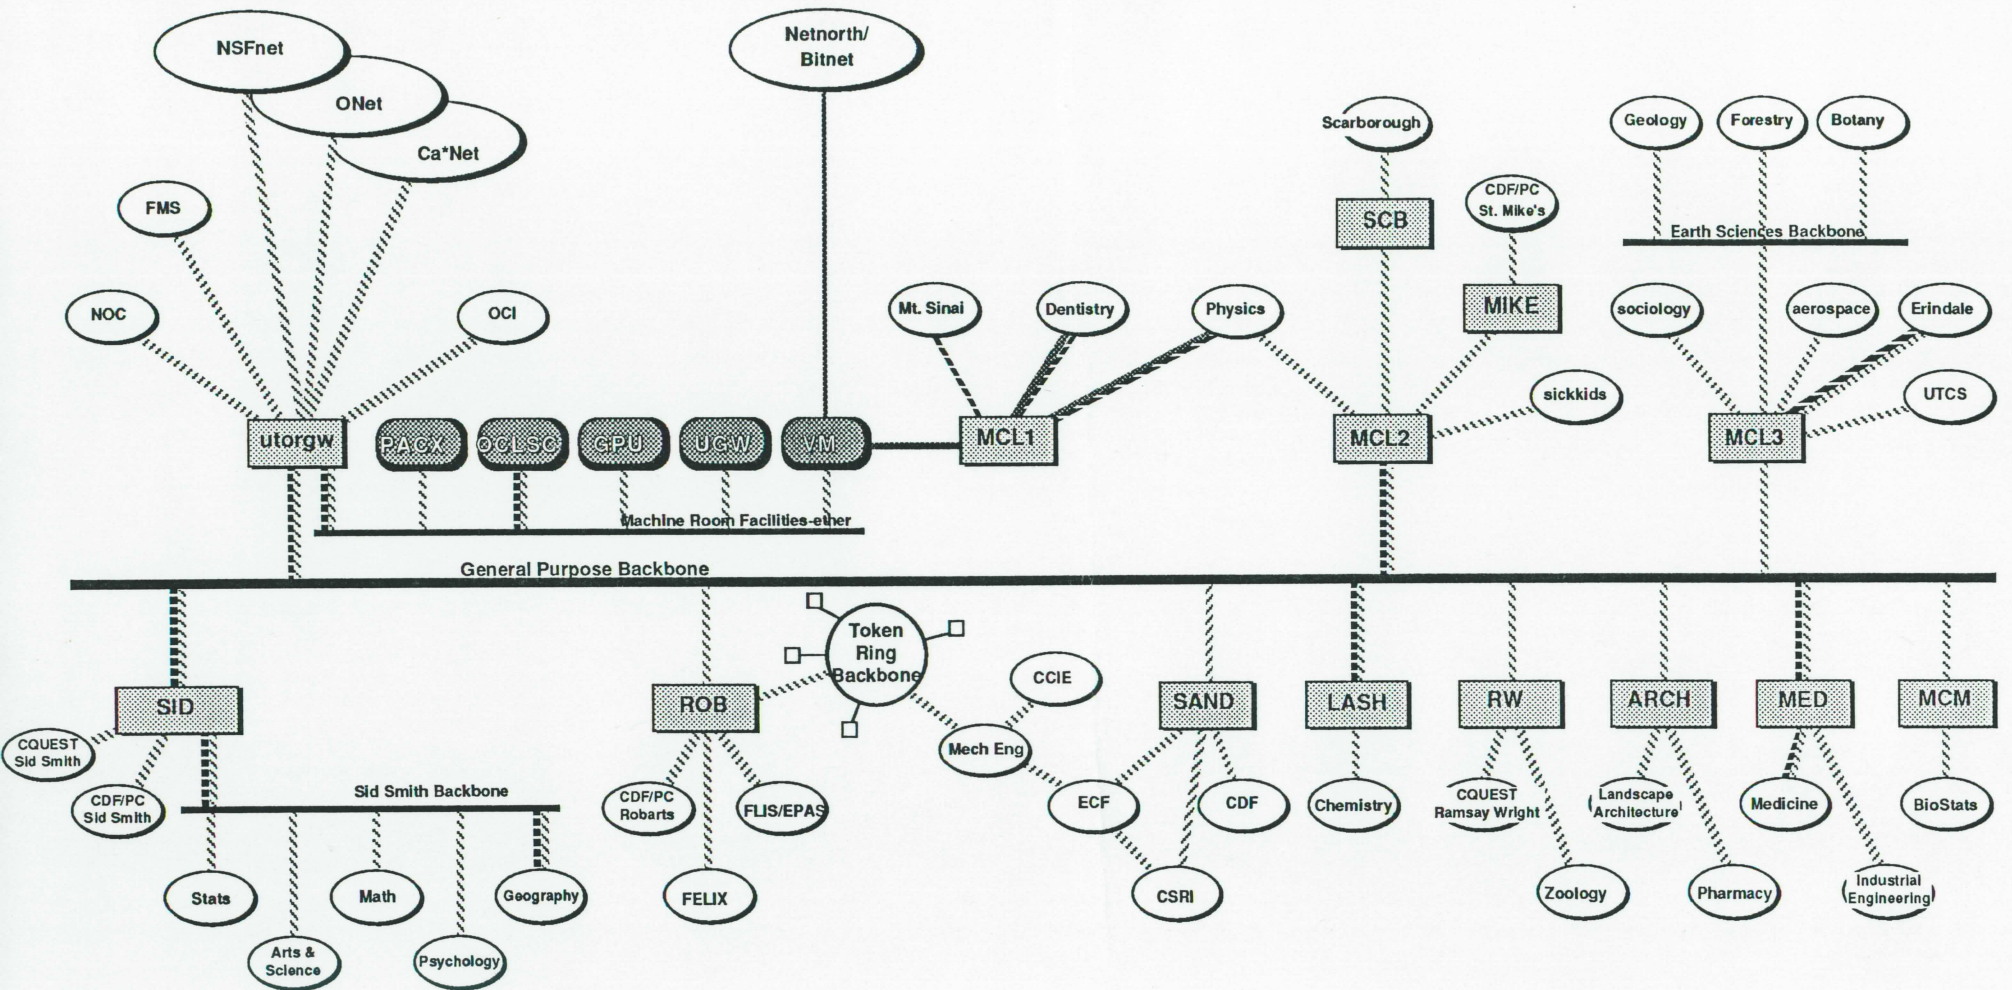 NSFnet
ONet
Ca*Net
Netnorth/
Bitnet
FMS
NOC
OCI
Scarborough
SCB
CDF/PC
St. Mike's
MIKE
Geology
Forestry
Botany
Earth Sciences Backbone
Mt. Sinai
Dentistry
Physics
sociology
aerospace
Erindale
sickkids
UTCS
utorgw
PACX
OCLSC
GPU
UGW
VM
MCL1
MCL2
MCL3
Machine Room Facilities-ether
General Purpose Backbone
Token
Ring
Backbone
CCIE
Mech Eng
SID
ROB
SAND
LASH
RW
ARCH
MED
MCM
CQUEST
Sid Smith
CDF/PC
Sid Smith
Sid Smith Backbone
CDF/PC
Robarts
FLIS/EPAS
ECF
CDF
Chemistry
CQUEST
Ramsay Wright
Landscape
Architecture
Medicine
BioStats
Stats
Math
Geography
FELIX
CSRI
Zoology
Pharmacy
Industrial
Engineering
Arts &
Science
Psychology